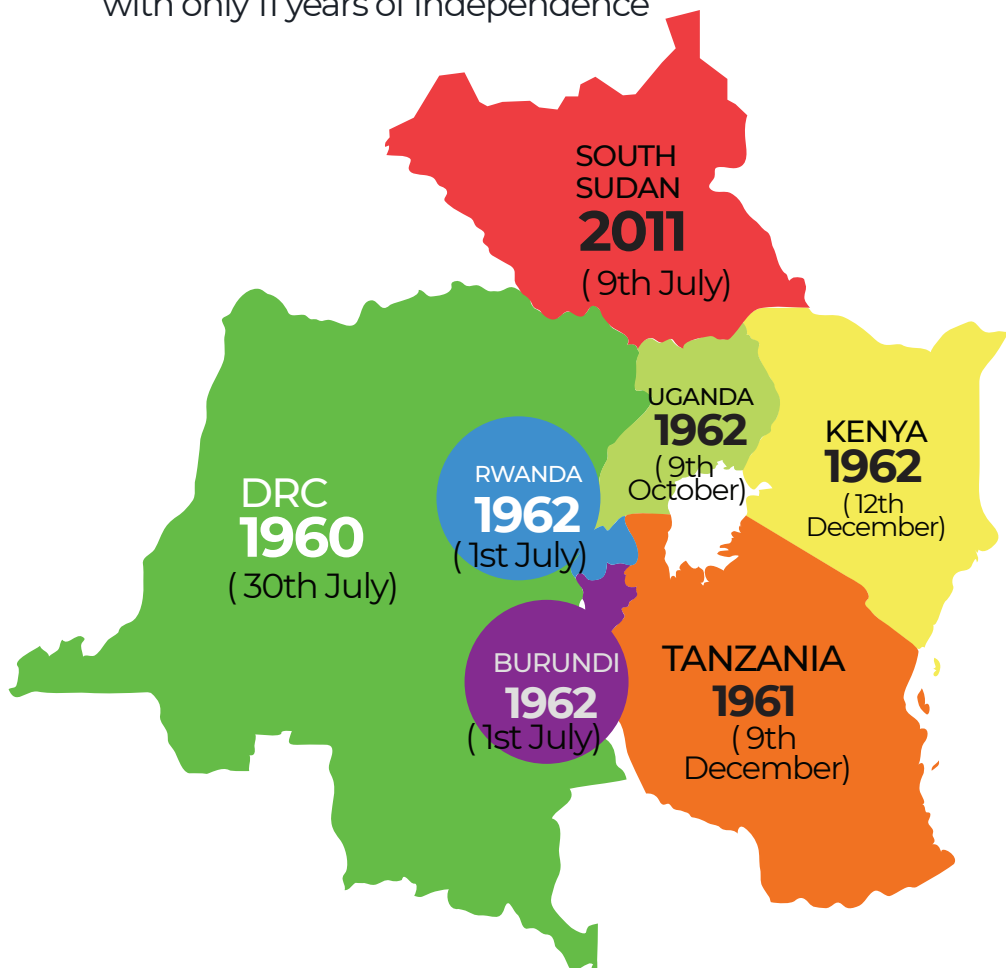 with only 11 years of Independence
SOUTH
SUDAN
2011
( 9th July)
UGANDA
1962
( 9th
October)
KENYA
1962
( 12th
December)
RWANDA
1962
( 1st July)
DRC
1960
( 30th July)
BURUNDI
1962
( 1st July)
TANZANIA
1961
( 9th
December)